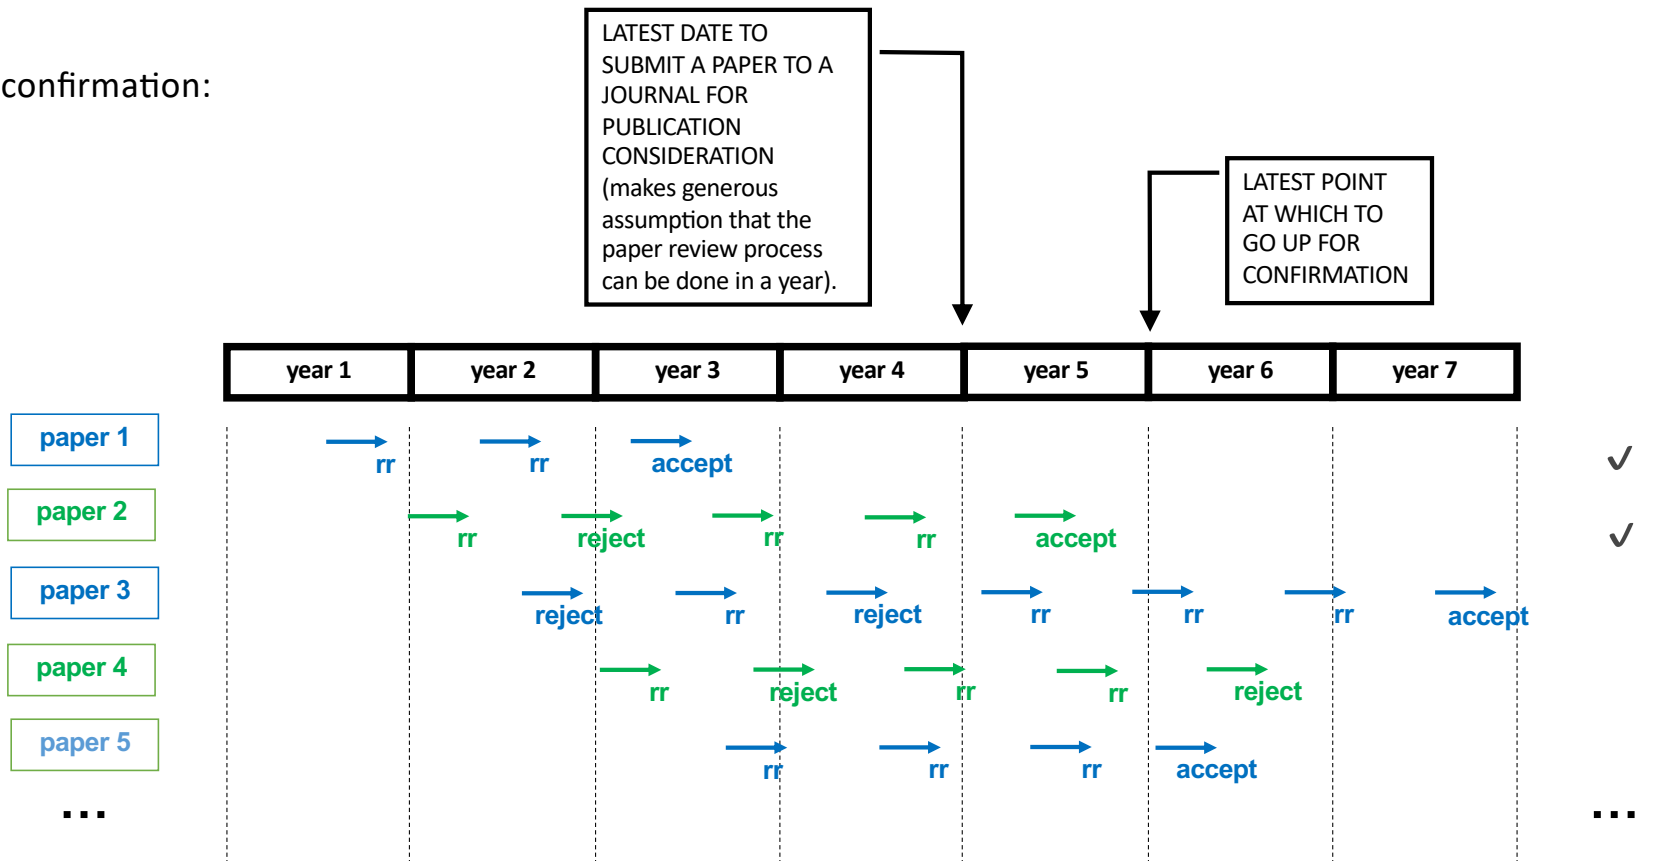 confirmation:
LATEST DATE TO
SUBMIT A PAPER TO A
JOURNAL FOR
PUBLICATION
CONSIDERATION
(makes generous
assumption that the
paper review process
can be done in a year).
LATEST POINT
AT WHICH TO
GO UP FOR
CONFIRMATION
year 1 year 2 year 3 year 4 year 5 year 6 year 7
paper 1
rr rr accept
✓
paper 2
rr reject rr rr accept
✓
paper 3
reject rr reject rr rr rr accept
paper 4
rr reject rr rr reject
paper 5
rr rr rr accept
... ...